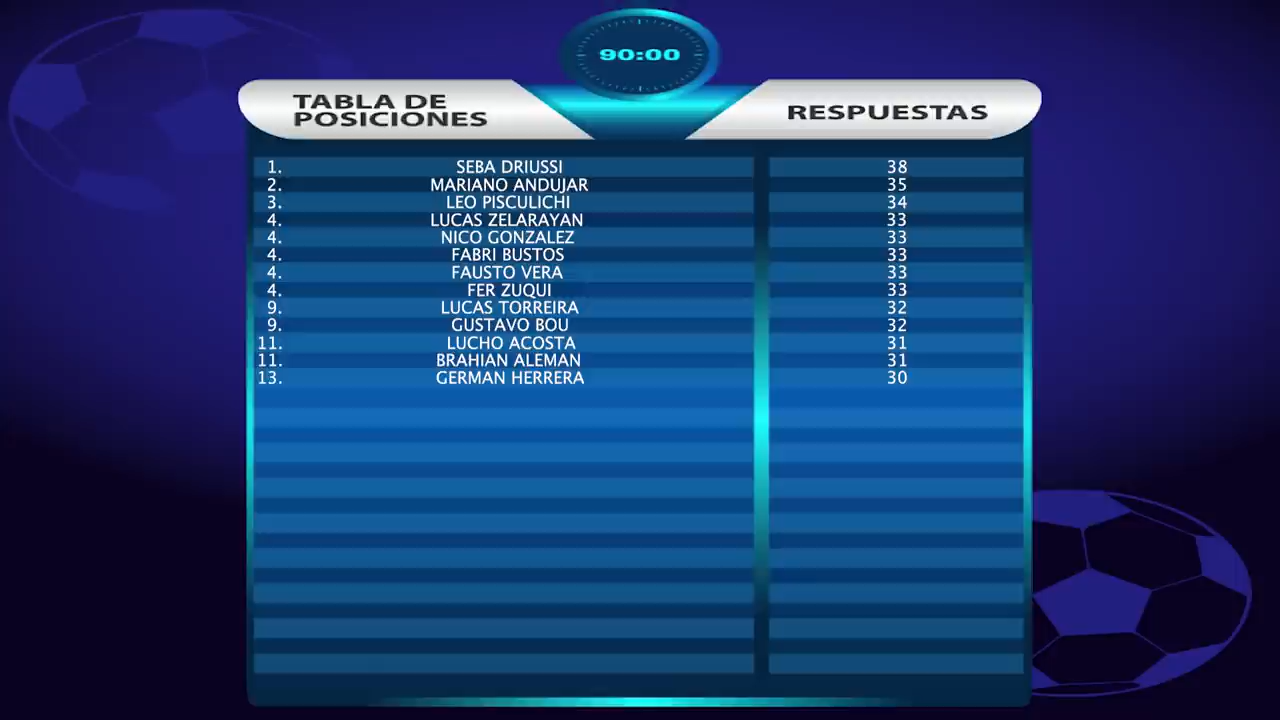 90:00
TABLA DE
POSICIONES
RESPUESTAS
1. SEBA DRIUSSI 38
2. MARIANO ANDUJAR 35
3. LEO PISCULICHI 34
4. LUCAS ZELARAYAN 33
4. NICO GONZALEZ 33
4. FABRI BUSTOS 33
4. FAUSTO VERA 33
4. FER ZUQUI 33
9. LUCAS TORREIRA 32
9. GUSTAVO BOU 32
11. LUCHO ACOSTA 31
11. BRAHIAN ALEMAN 31
13. GERMAN HERRERA 30